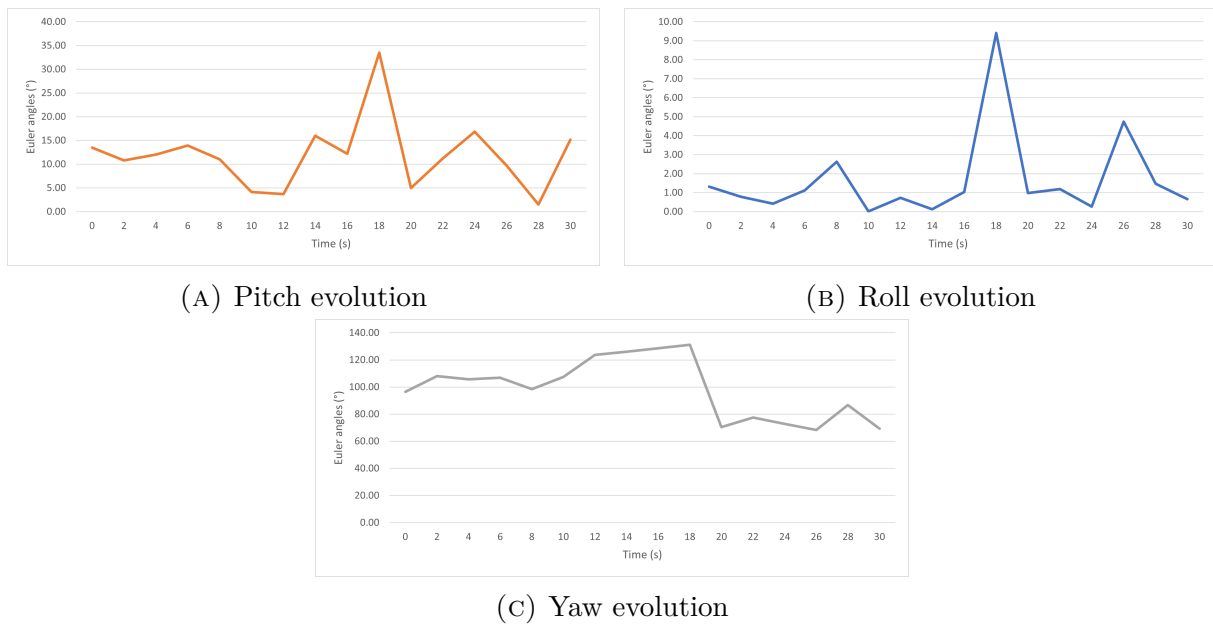 40.00
35.00
30.00
25.00
20.00
15.00
10.00
5.00
0.00
Euler angles (°)
0 2 4 6 8 10 12 14 16 18 20 22 24 26 28 30
Time (s)
(A) Pitch evolution
10.00
9.00
8.00
7.00
6.00
5.00
4.00
3.00
2.00
1.00
0.00
Euler angles (°)
0 2 4 6 8 10 12 14 16 18 20 22 24 26 28 30
Time (s)
(B) Roll evolution
140.00
120.00
100.00
80.00
60.00
40.00
20.00
0.00
Euler angles (°)
0 2 4 6 8 10 12 14 16 18 20 22 24 26 28 30
Time (s)
(C) Yaw evolution